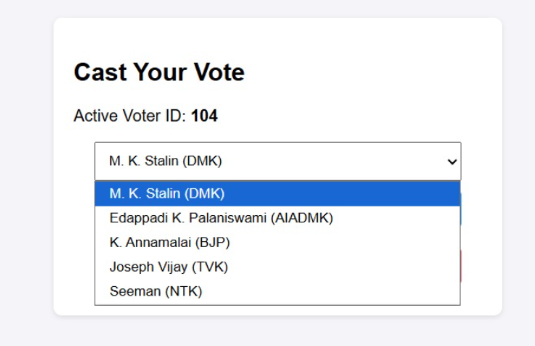 Cast Your Vote
Active Voter ID: 104
M. K. Stalin (DMK)
M. K. Stalin (DMK)
Edappadi K. Palaniswami (AIADMK)
K. Annamalai (BJP)
Joseph Vijay (TVK)
Seeman (NTK)